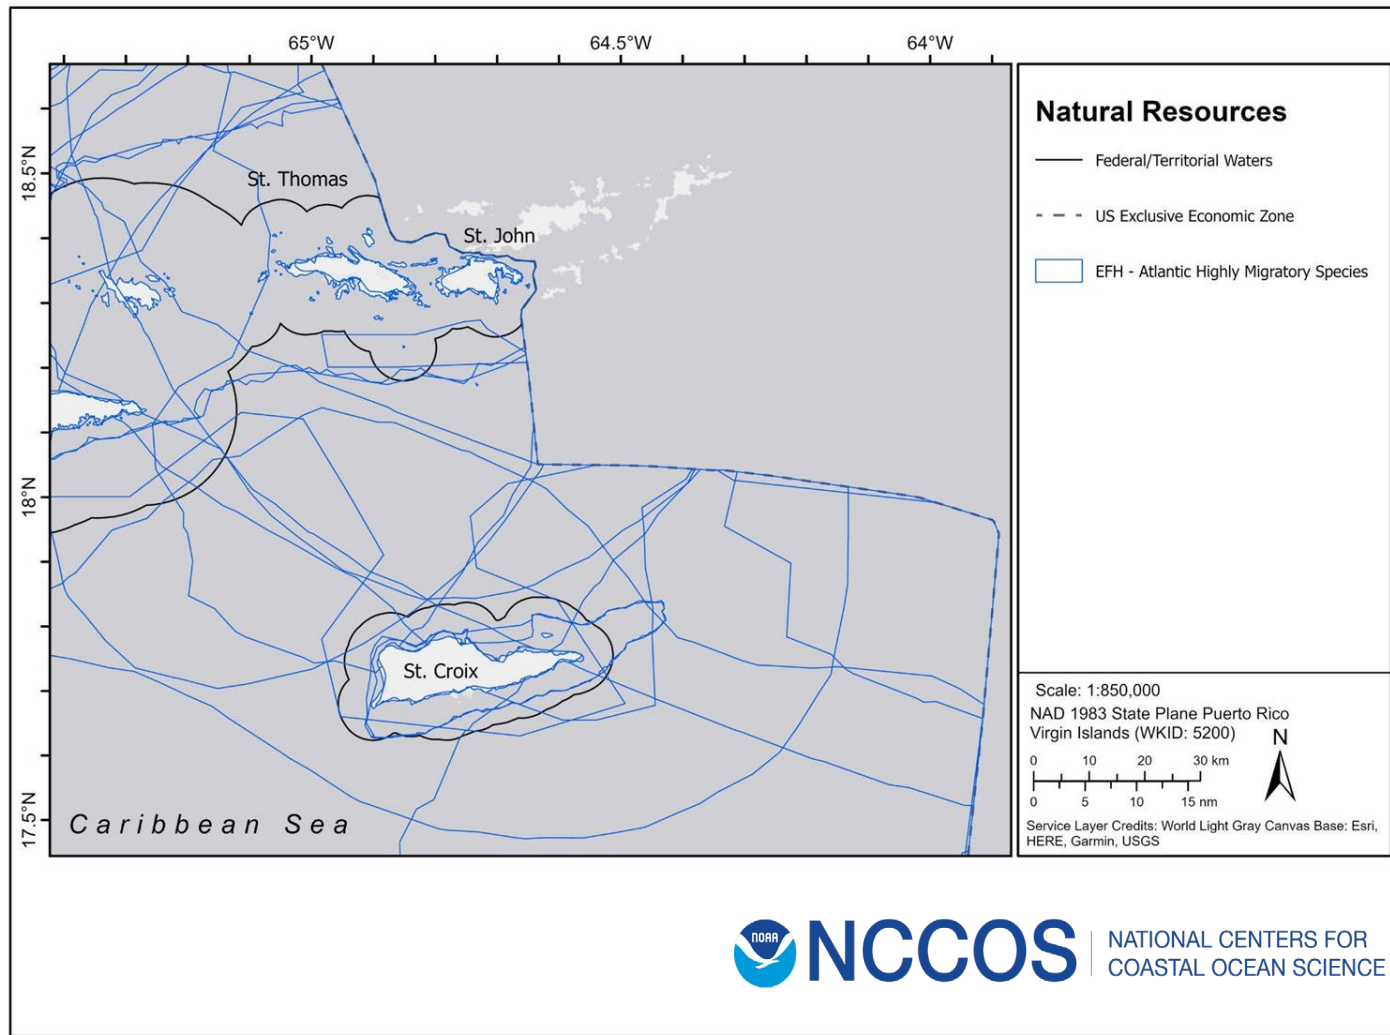 65°W
64.5°W
64°W
18.5°N
18°N
17.5°N
St. Thomas
St. John
St. Croix
Caribbean Sea
Natural Resources
Federal/Territorial Waters
US Exclusive Economic Zone
EFH - Atlantic Highly Migratory Species
Scale: 1:850,000
NAD 1983 State Plane Puerto Rico
Virgin Islands (WKID: 5200)
N
0 10 20 30 km
0 5 10 15 nm
Service Layer Credits: World Light Gray Canvas Base: Esri,
HERE, Garmin, USGS
NOAA
NCCOS
NATIONAL CENTERS FOR
COASTAL OCEAN SCIENCE